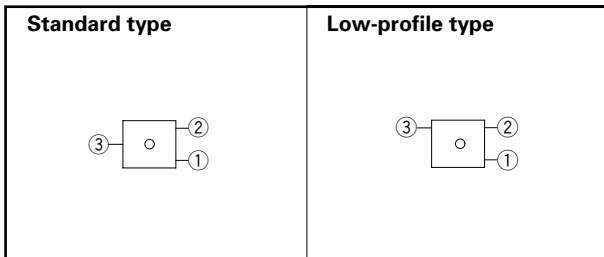 Standard type Low-profile type
③ ② ③ ②
① ①